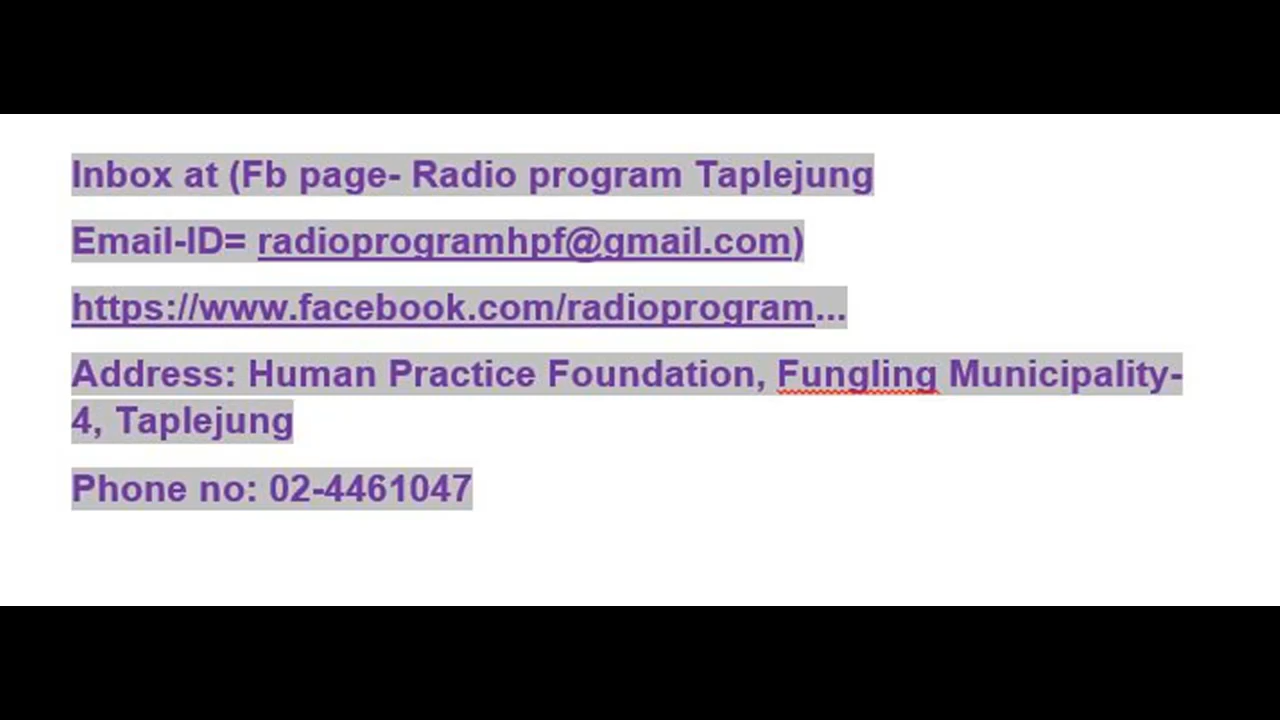 Inbox at (Fb page- Radio program Taplejung
Email-ID= radioprogramhpf@gmail.com)
https://www.facebook.com/radioprogram...
Address: Human Practice Foundation, Fungling Municipality-
4, Taplejung
Phone no: 02-4461047